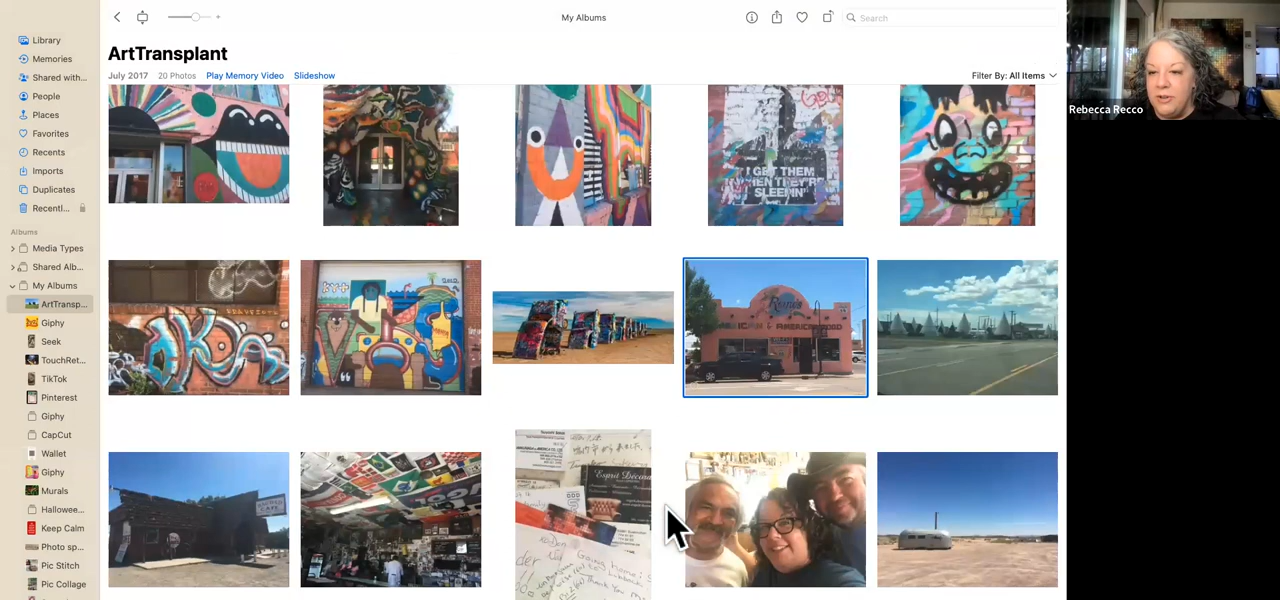 My Albums
Search
ArtTransplant
July 2017 20 Photos Play Memory Video Slideshow
Filter By: All Items
Library
Memories
Shared with...
People
Places
Favorites
Recents
Imports
Duplicates
Recentl...
Albums
Media Types
Shared Alb...
My Albums
ArtTransp...
Giphy
Seek
TouchRet...
TikTok
Pinterest
Giphy
CapCut
Wallet
Giphy
Murals
Hallowee...
Keep Calm
Photo sp...
Pic Stitch
Pic Collage
I GET THEM
WHEN THEY'RE
SLEEPIN'
Esprit Décor
Rebecca Recco